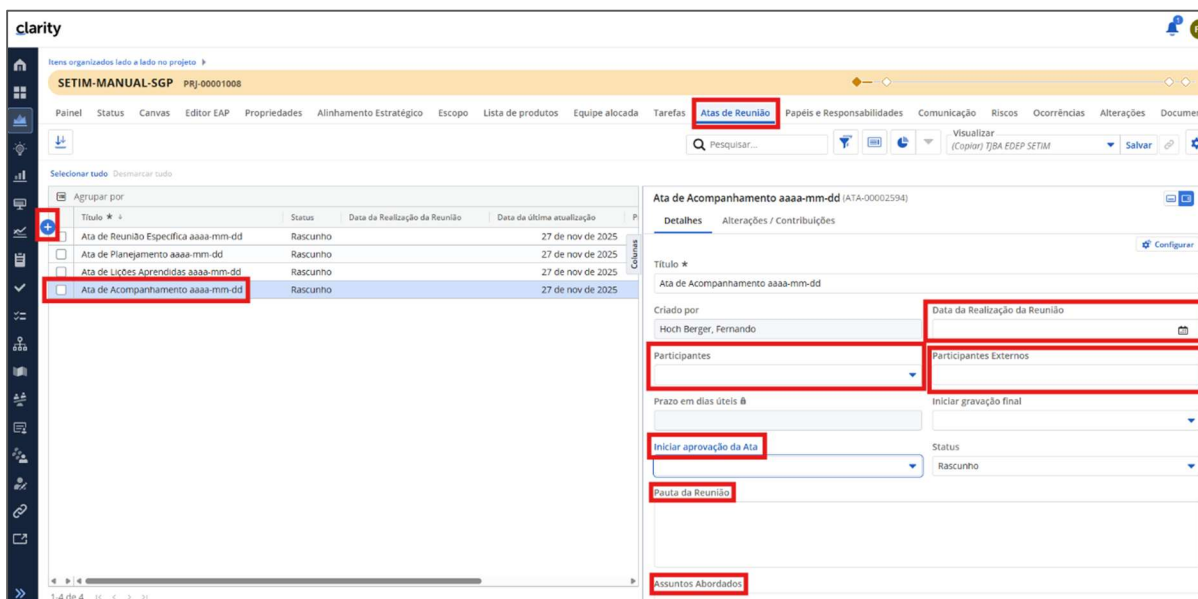 clarity
1
Itens organizados lado a lado no projeto
SETIM-MANUAL-SGP PRJ-00001008
Painel Status Canvas Editor EAP Propriedades Alinhamento Estratégico Escopo Lista de produtos Equipe alocada Tarefas Atas de Reunião Papéis e Responsabilidades Comunicação Riscos Ocorrências Alterações Documen
Pesquisar... Visualizar
(Copiar) TJBA EDEP SETIM Salvar
Selecionar tudo Desmarcar tudo
Agrupar por
Título * Status Data da Realização da Reunião Data da última atualização P
Ata de Reunião Específica aaaa-mm-dd Rascunho 27 de nov de 2025
Ata de Planejamento aaaa-mm-dd Rascunho 27 de nov de 2025
Ata de Lições Aprendidas aaaa-mm-dd Rascunho 27 de nov de 2025
Ata de Acompanhamento aaaa-mm-dd Rascunho 27 de nov de 2025
Colunas
1-4 de 4
Ata de Acompanhamento aaaa-mm-dd (ATA-00002594)
Detalhes Alterações / Contribuições
Configurar
Título *
Ata de Acompanhamento aaaa-mm-dd
Criado por Data da Realização da Reunião
Hoch Berger, Fernando
Participantes Participantes Externos
Prazo em dias úteis Iniciar gravação final
Iniciar aprovação da Ata Status
Rascunho
Pauta da Reunião
Assuntos Abordados